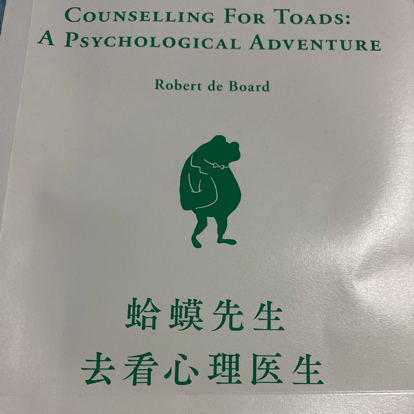 COUNSELLING FOR TOADS:
A PSYCHOLOGICAL ADVENTURE
Robert de Board
蛤蟆先生
去看心理医生